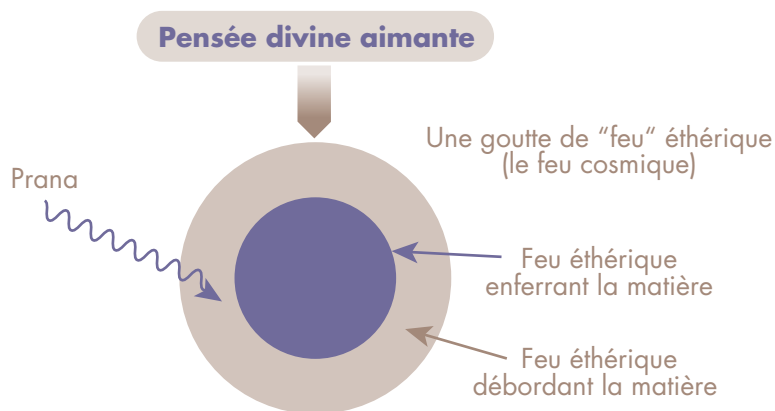 Pensée divine aimante
Une goutte de “feu“ éthérique
(le feu cosmique)
Prana
Feu éthérique
enferrant la matière
Feu éthérique
débordant la matière